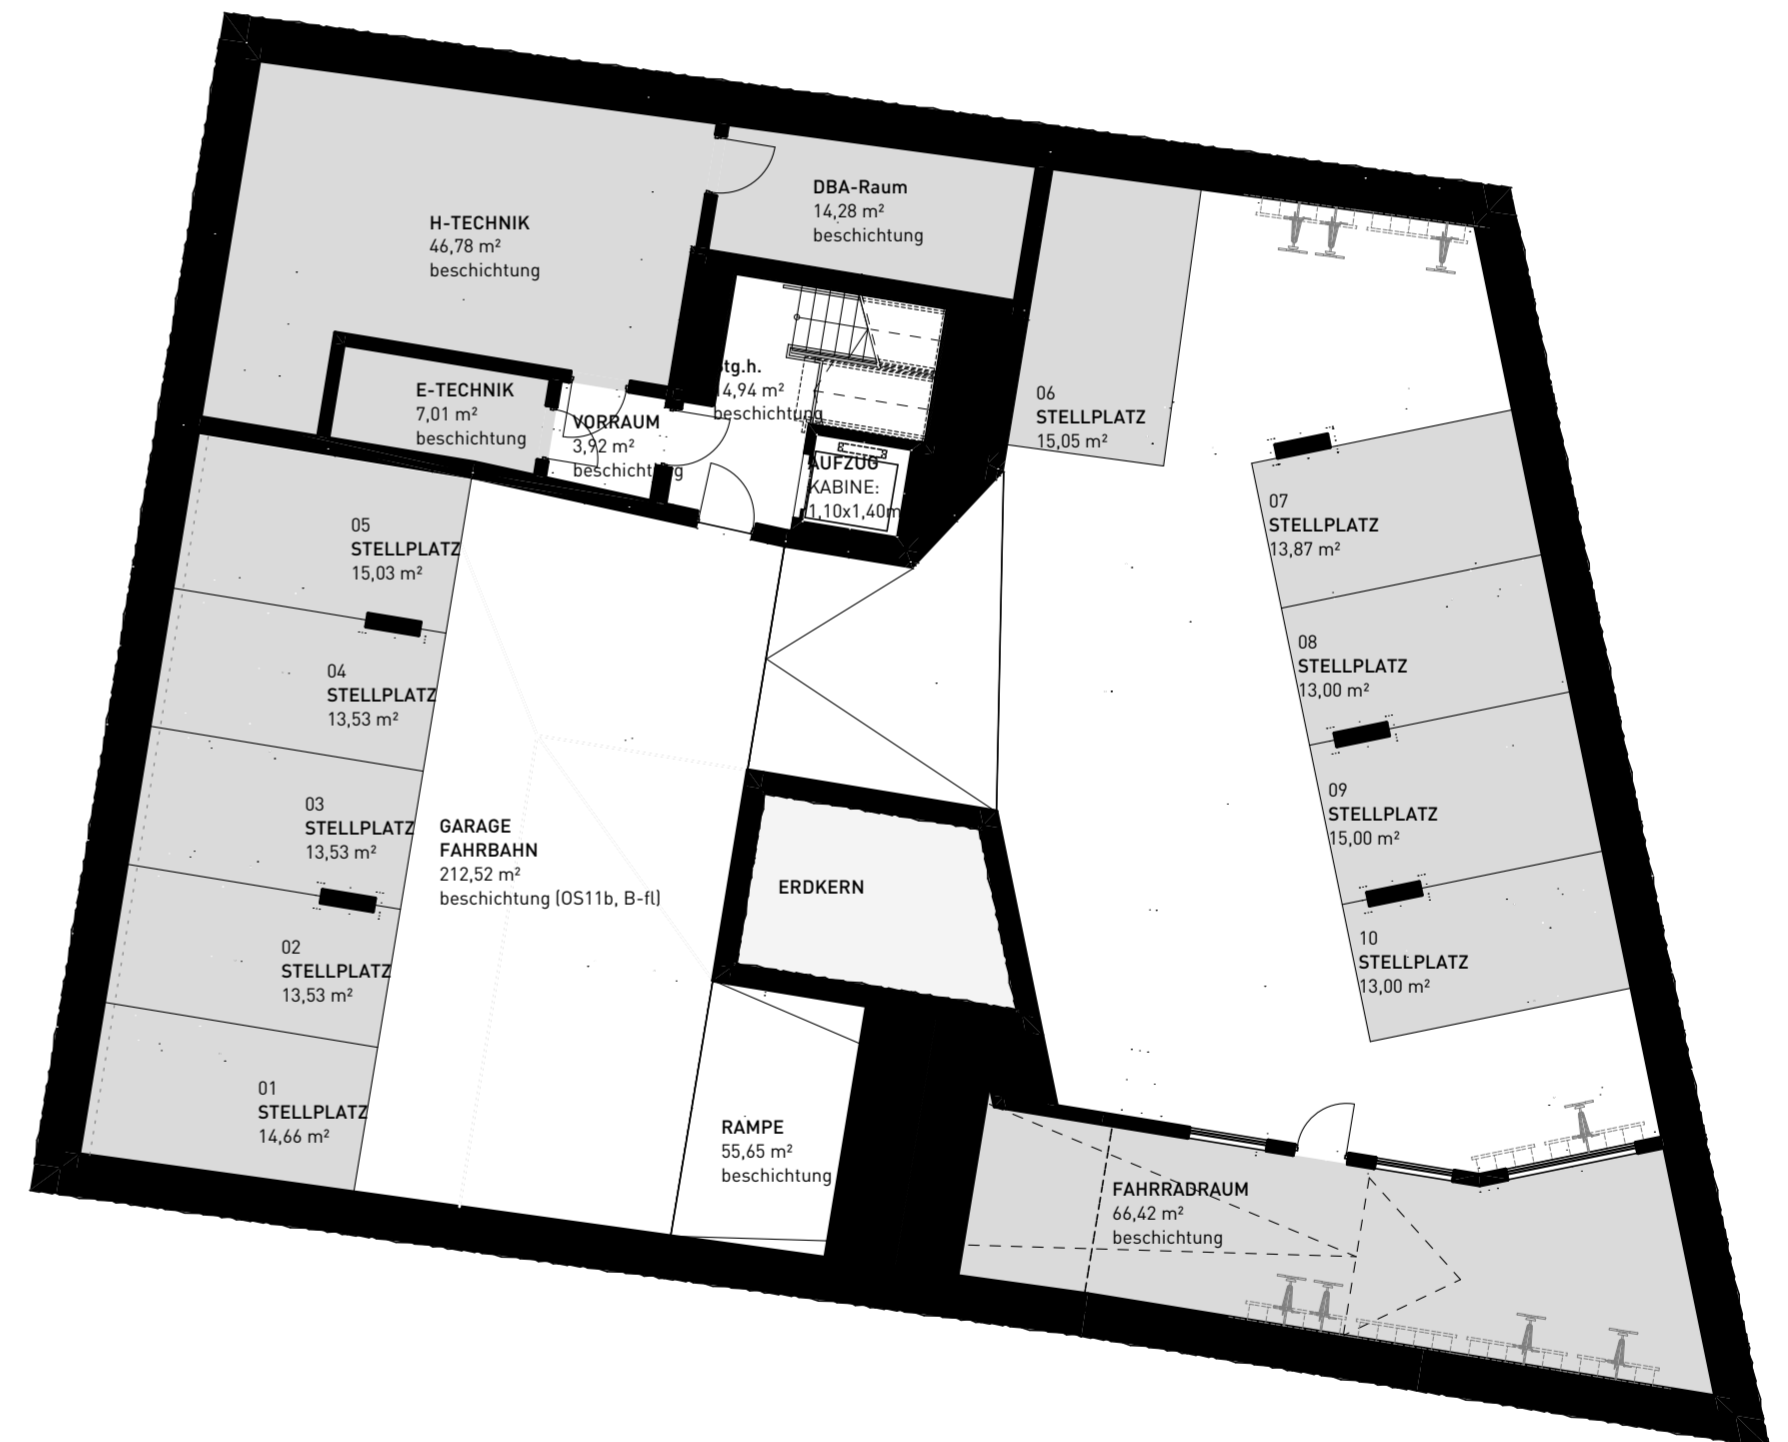 DBA-Raum
14,28 m²
beschichtung
H-TECHNIK
46,78 m²
beschichtung
E-TECHNIK
7,01 m²
beschichtung
VORRAUM
3,92 m²
beschichtung
tg.h.
4,94 m²
beschichtung
AUFZUG
KABINE:
1,10x1,40m
06
STELLPLATZ
15,05 m²
07
STELLPLATZ
13,87 m²
08
STELLPLATZ
13,00 m²
09
STELLPLATZ
15,00 m²
10
STELLPLATZ
13,00 m²
05
STELLPLATZ
15,03 m²
04
STELLPLATZ
13,53 m²
03
STELLPLATZ
13,53 m²
02
STELLPLATZ
13,53 m²
01
STELLPLATZ
14,66 m²
GARAGE
FAHRBAHN
212,52 m²
beschichtung (OS11b, B-fl)
ERDKERN
RAMPE
55,65 m²
beschichtung
FAHRRADRAUM
66,42 m²
beschichtung